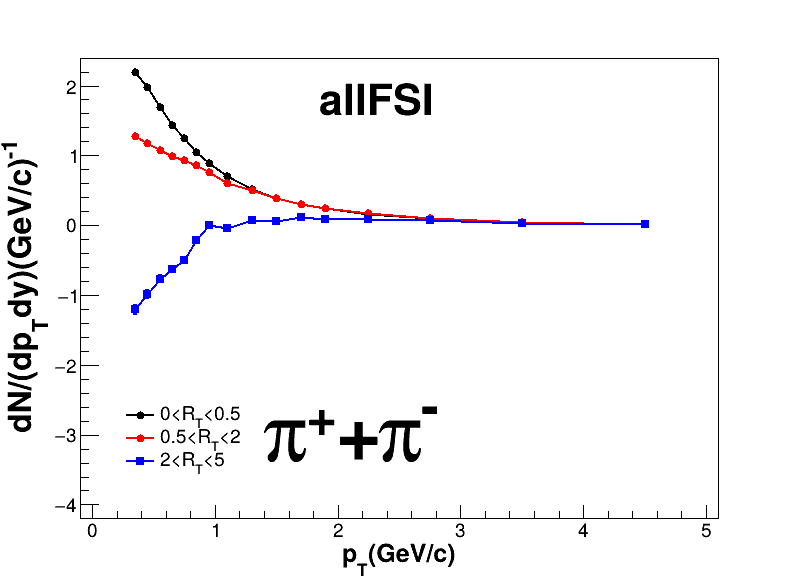 allFSI
dN/(dp_T dy)(GeV/c)^-1
2
1
0
−1
−2
−3
−4
0<R_T<0.5
0.5<R_T<2
2<R_T<5
π^+ + π^-
0 1 2 3 4 5
p_T(GeV/c)